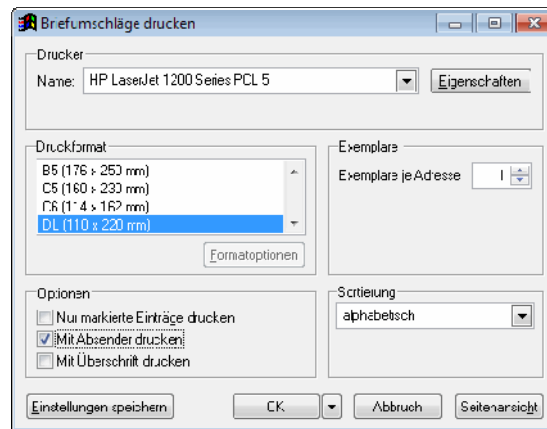 Briefumschläge drucken
Drucker
Name: HP LaserJet 1200 Series PCL 5
Eigenschaften
Druckformat
B5 (176 x 250 mm)
C5 (160 x 230 mm)
C6 (114 x 162 mm)
DL (110 x 220 mm)
Formatoptionen
Exemplare
Exemplare je Adresse 1
Optionen
Nur markierte Einträge drucken
Mit Absender drucken
Mit Überschrift drucken
Sortierung
alphabetisch
Einstellungen speichern
OK
Abbruch
Seitenansicht